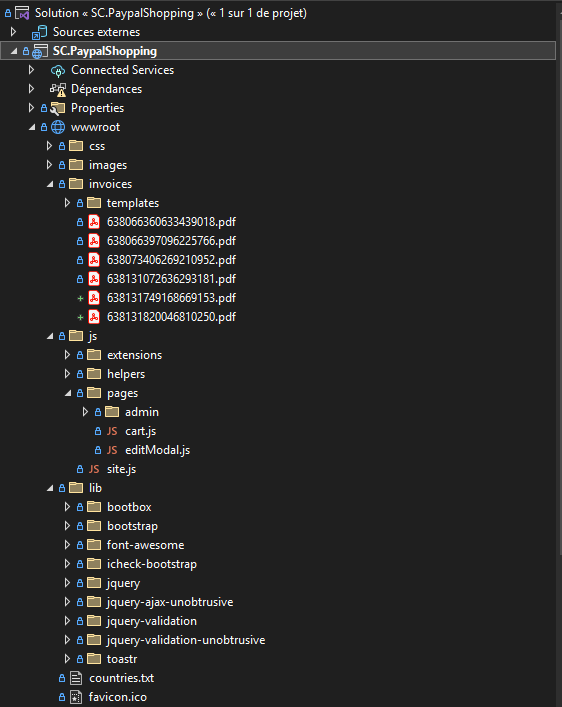 Solution « SC.PaypalShopping » (« 1 sur 1 de projet)
Sources externes
SC.PaypalShopping
Connected Services
Dépendances
Properties
wwwroot
css
images
invoices
templates
638066360633439018.pdf
638066397096225766.pdf
638073406269210952.pdf
638131072636293181.pdf
638131749168669153.pdf
638131820046810250.pdf
js
extensions
helpers
pages
admin
JS cart.js
JS editModal.js
JS site.js
lib
bootbox
bootstrap
font-awesome
icheck-bootstrap
jquery
jquery-ajax-unobtrusive
jquery-validation
jquery-validation-unobtrusive
toastr
countries.txt
favicon.ico